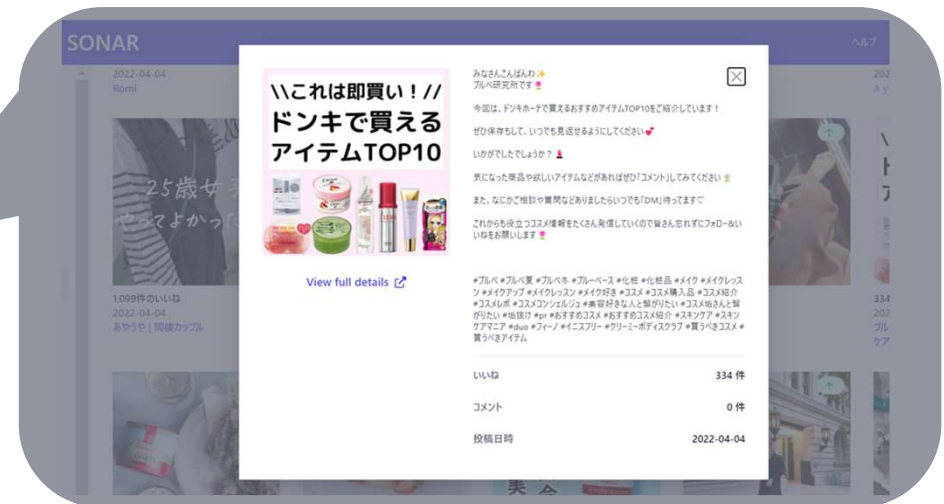 SONAR
ヘルプ
2022-04-04
Romi
202
25歳女子
やってよかった
1,099件のいいね
2022-04-04
あやうや | 同棲カップル
334
202
ブル
ケア
\\これは即買い！//
ドンキで買える
アイテムTOP10
View full details
みなさんこんばんわ✨
ブルベ研究所です🌷
今回は、ドンキホーテで買えるおすすめアイテムTOP10をご紹介しています！
ぜひ保存もして、いつでも見返せるようにしてください💕
いかがでしたでしょうか？💄
気になった商品や欲しいアイテムなどがあればぜひ「コメント」してみてください
また、なにかご相談や質問などありましたらいつでも「DM」待ってます♡
これからも役立つコスメ情報をたくさん発信していくので皆さん忘れずにフォロー&い
いねをお願いします🌷
#ブルベ #ブルベ夏 #ブルベ冬 #ブルーベース #化粧 #化粧品 #メイク #メイクレッス
ン #メイクアップ #メイクレッスン #メイク好き #コスメ #コスメ購入品 #コスメ紹介
#コスメレポ #コスメコンシェルジュ #美容好きな人と繋がりたい #コスメ垢さんと繋
がりたい #垢抜け #pr #おすすめコスメ #おすすめコスメ紹介 #スキンケア #スキン
ケアマニア #duo #フィーノ #イニスフリー #クリーミーボディスクラブ #買うべきコスメ #
買うべきアイテム
いいね 334 件
コメント 0 件
投稿日時 2022-04-04